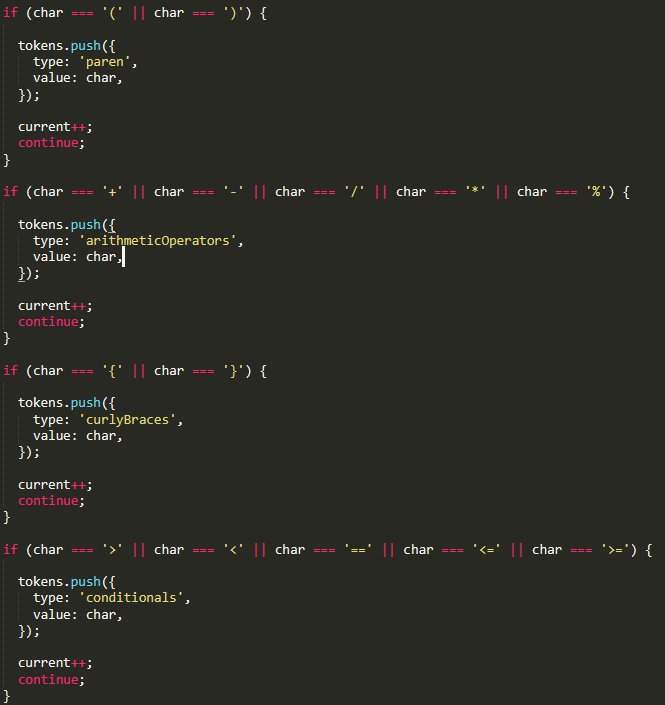 if (char === '(' || char === ')') {
tokens.push({
type: 'paren',
value: char,
});
current++;
continue;
}
if (char === '+' || char === '-' || char === '/' || char === '*' || char === '%') {
tokens.push({
type: 'arithmeticOperators',
value: char,
});
current++;
continue;
}
if (char === '{' || char === '}') {
tokens.push({
type: 'curlyBraces',
value: char,
});
current++;
continue;
}
if (char === '>' || char === '<' || char === '==' || char === '<=' || char === '>=') {
tokens.push({
type: 'conditionals',
value: char,
});
current++;
continue;
}